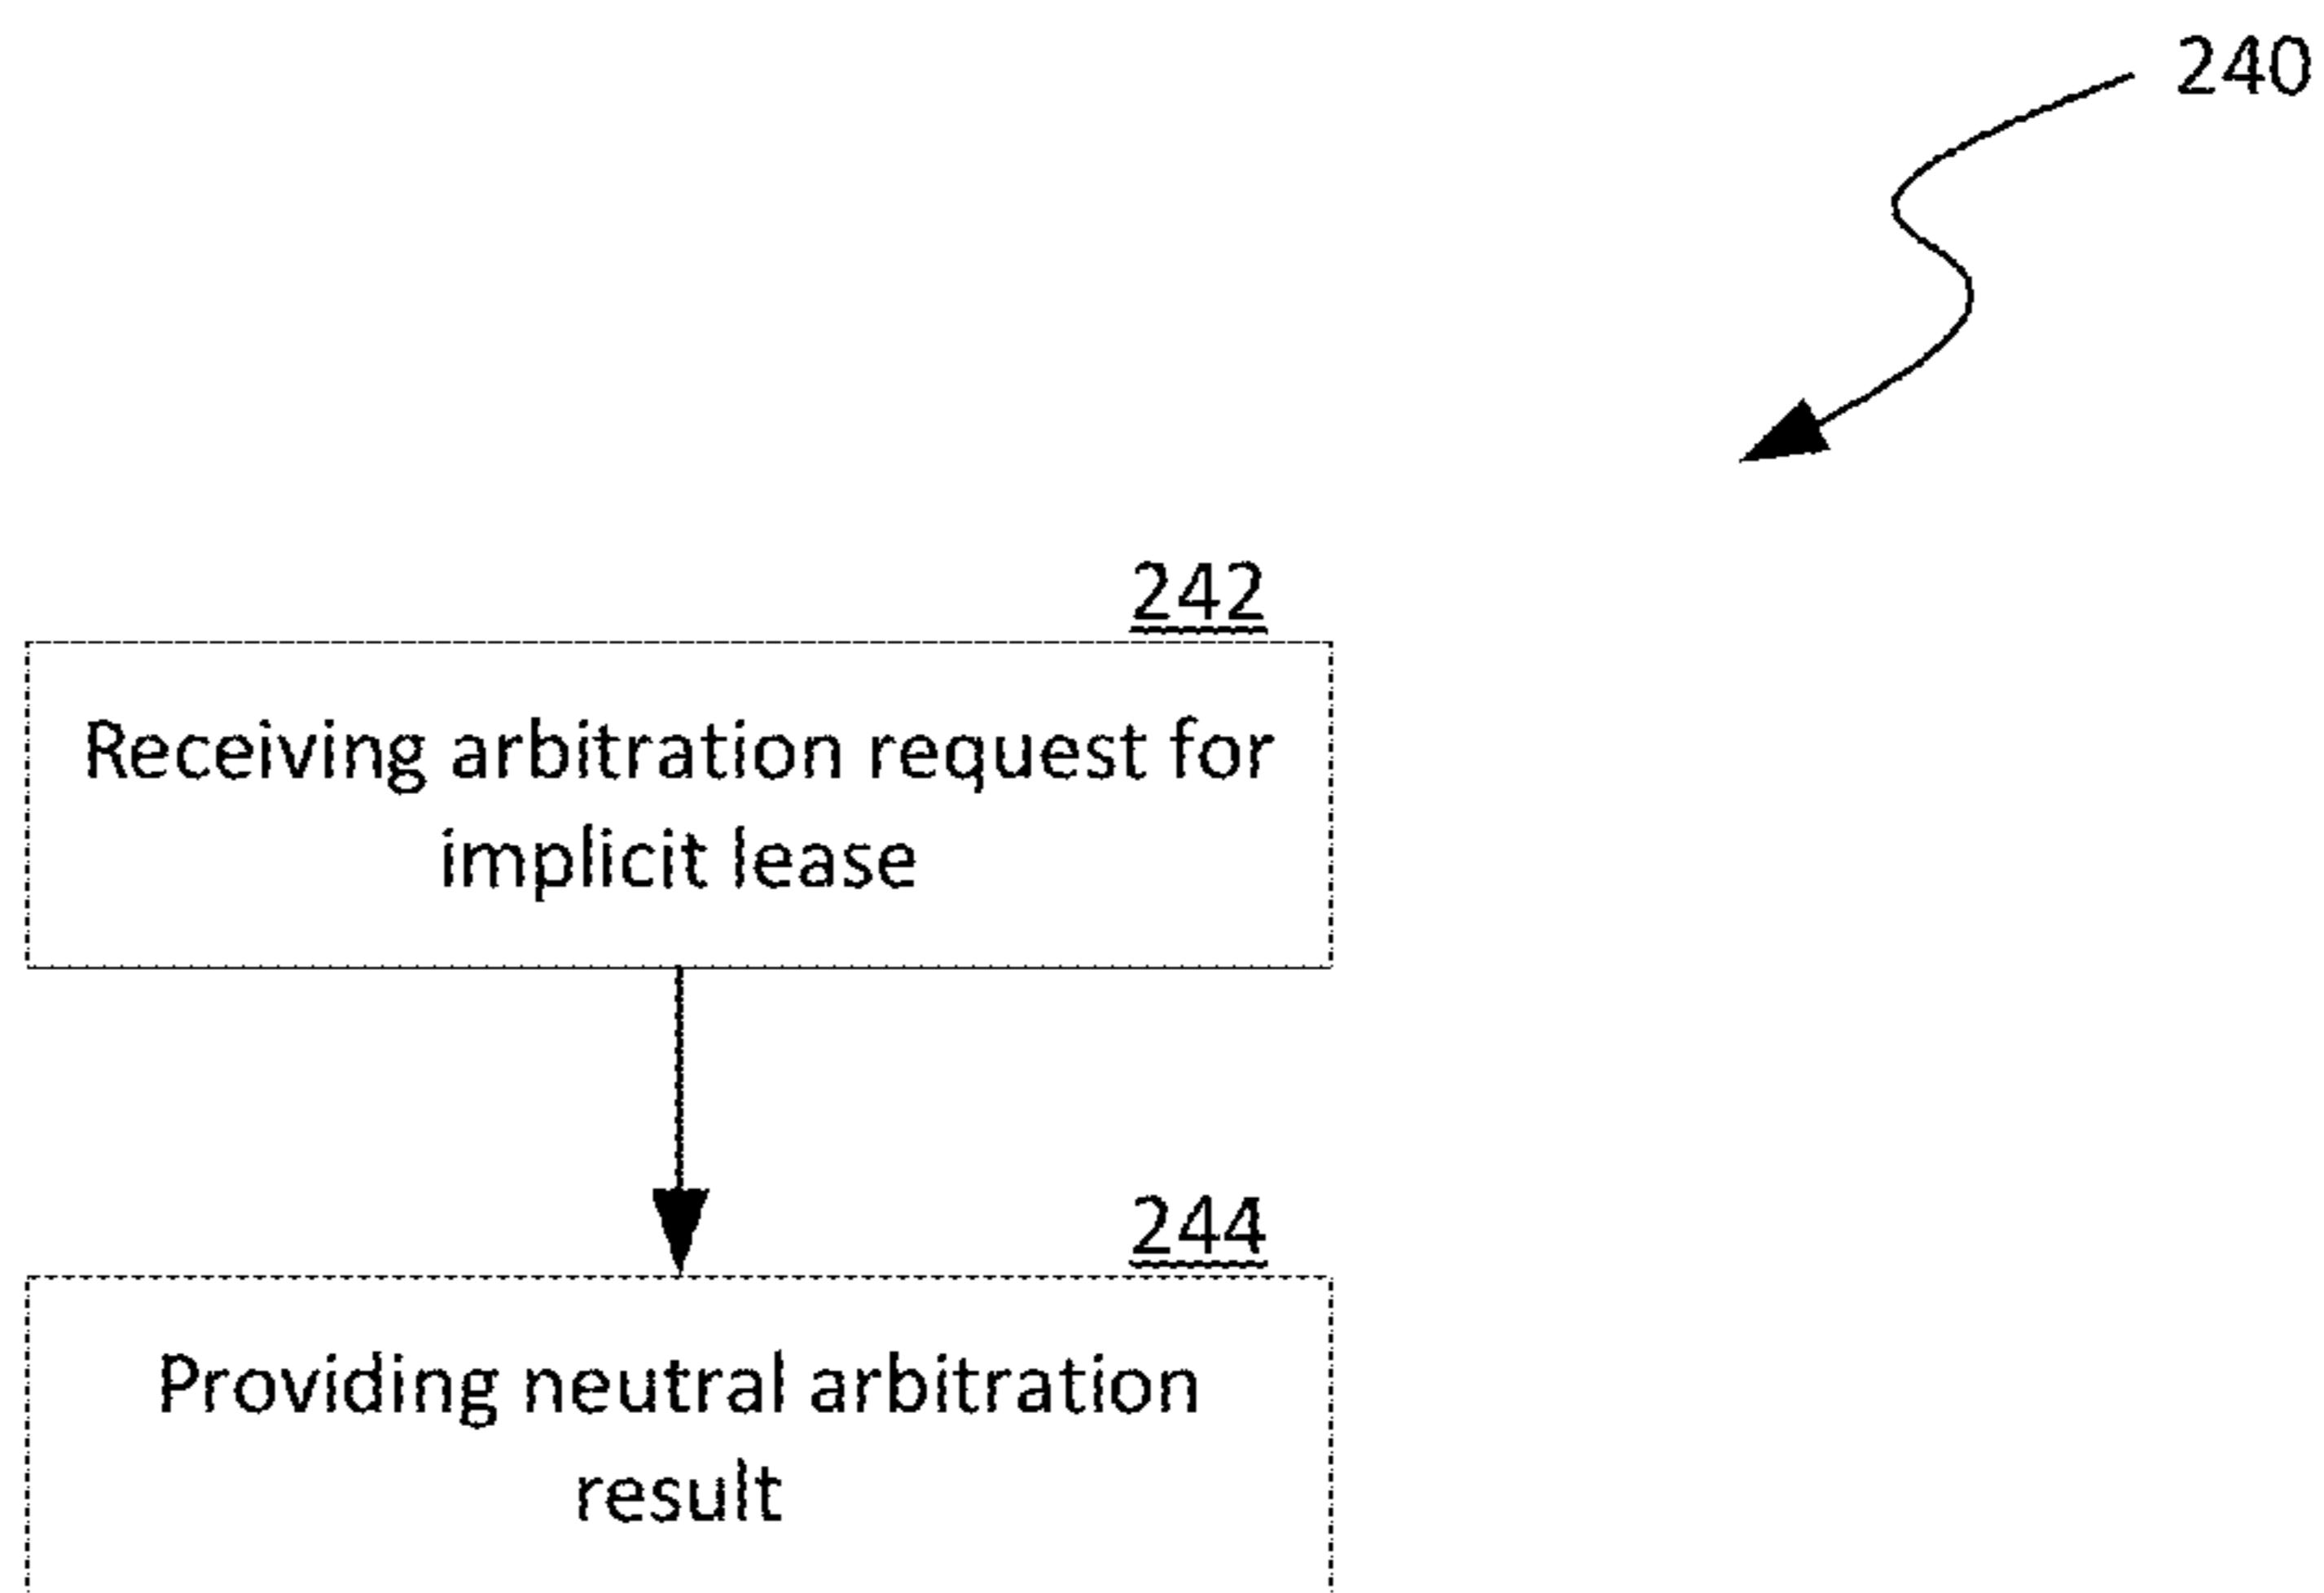 240
242
Receiving arbitration request for
implicit lease
244
Providing neutral arbitration
result